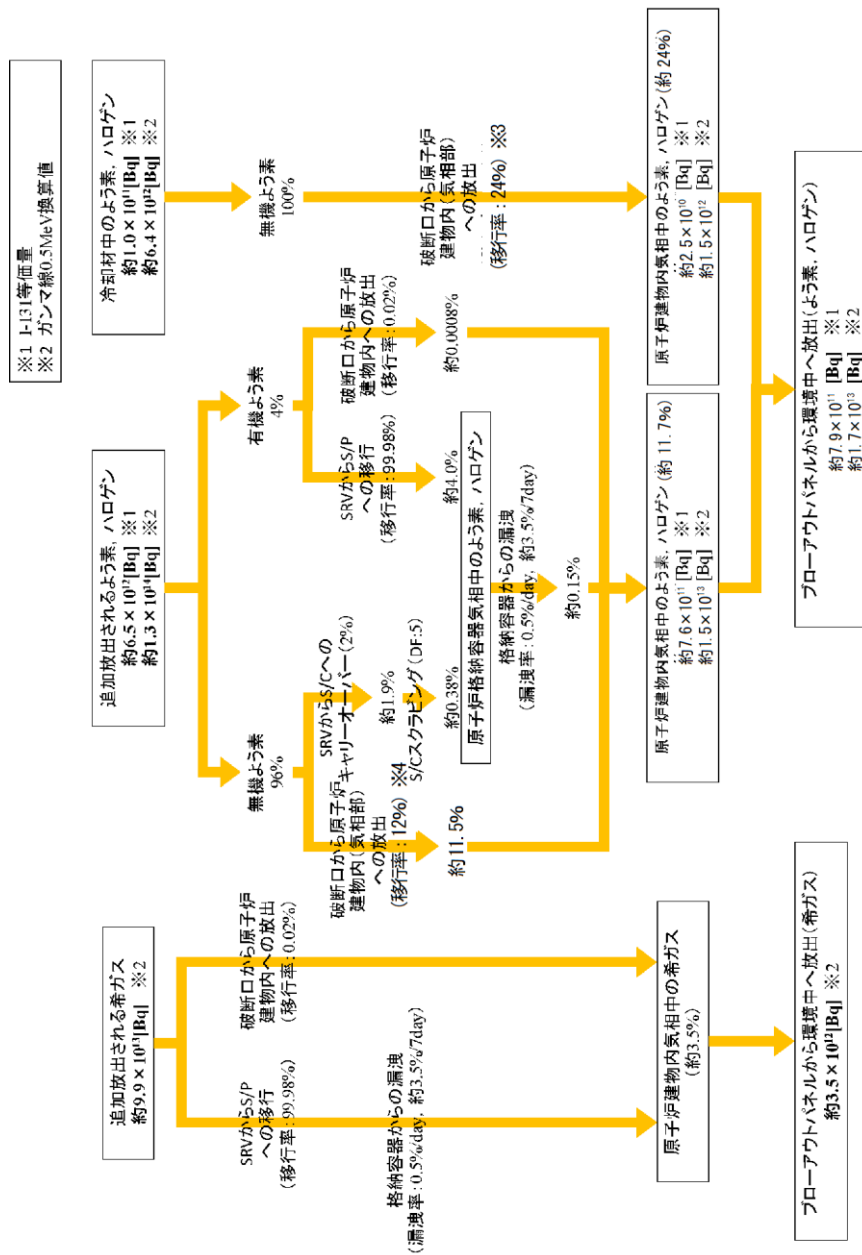 ※1 I-131等価量
※2 ガンマ線0.5MeV換算値
追加放出される希ガス
約9.9×10¹³[Bq] ※2
SRVからS/P
への移行
(移行率:99.98%)
破断口から原子炉
建物内への放出
(移行率:0.02%)
格納容器からの漏洩
(漏洩率:0.5%/day, 約3.5%/7day)
原子炉建物内気相中の希ガス
(約3.5%)
ブローアウトパネルから環境中へ放出(希ガス)
約3.5×10¹²[Bq] ※2
追加放出されるよう素, ハロゲン
約6.5×10¹²[Bq] ※1
約1.3×10¹⁴[Bq] ※2
無機よう素
96%
破断口から原子炉
建物内(気相部)
への放出
(移行率:12%) ※4
約11.5%
SRVからS/Cへの
キャリーオーバー(2%)
約1.9%
S/Cスクラビング(DF:5)
約0.38%
有機よう素
4%
SRVからS/P
への移行
(移行率:99.98%)
約4.0%
破断口から原子炉
建物内への放出
(移行率:0.02%)
約0.0008%
原子炉格納容器気相中のよう素, ハロゲン
格納容器からの漏洩
(漏洩率:0.5%/day, 約3.5%/7day)
約0.15%
原子炉建物内気相中のよう素, ハロゲン(約11.7%)
約7.6×10¹¹[Bq] ※1
約1.5×10¹³[Bq] ※2
冷却材中のよう素, ハロゲン
約1.0×10¹¹[Bq] ※1
約6.4×10¹²[Bq] ※2
無機よう素
100%
破断口から原子炉
建物内(気相部)
への放出
(移行率:24%) ※3
原子炉建物内気相中のよう素, ハロゲン(約24%)
約2.5×10¹⁰ [Bq] ※1
約1.5×10¹² [Bq] ※2
ブローアウトパネルから環境中へ放出(よう素, ハロゲン)
約7.9×10¹¹ [Bq] ※1
約1.7×10¹³ [Bq] ※2